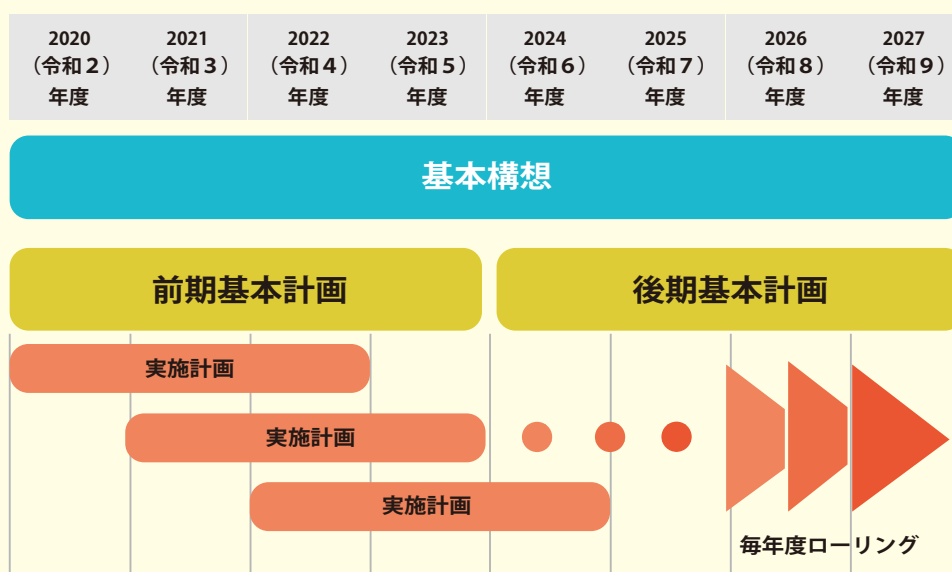 2020 2021 2022 2023 2024 2025 2026 2027
（令和２） （令和３） （令和４） （令和５） （令和６） （令和７） （令和８） （令和９）
年度 年度 年度 年度 年度 年度 年度 年度
基本構想
前期基本計画 後期基本計画
実施計画
実施計画
実施計画
毎年度ローリング